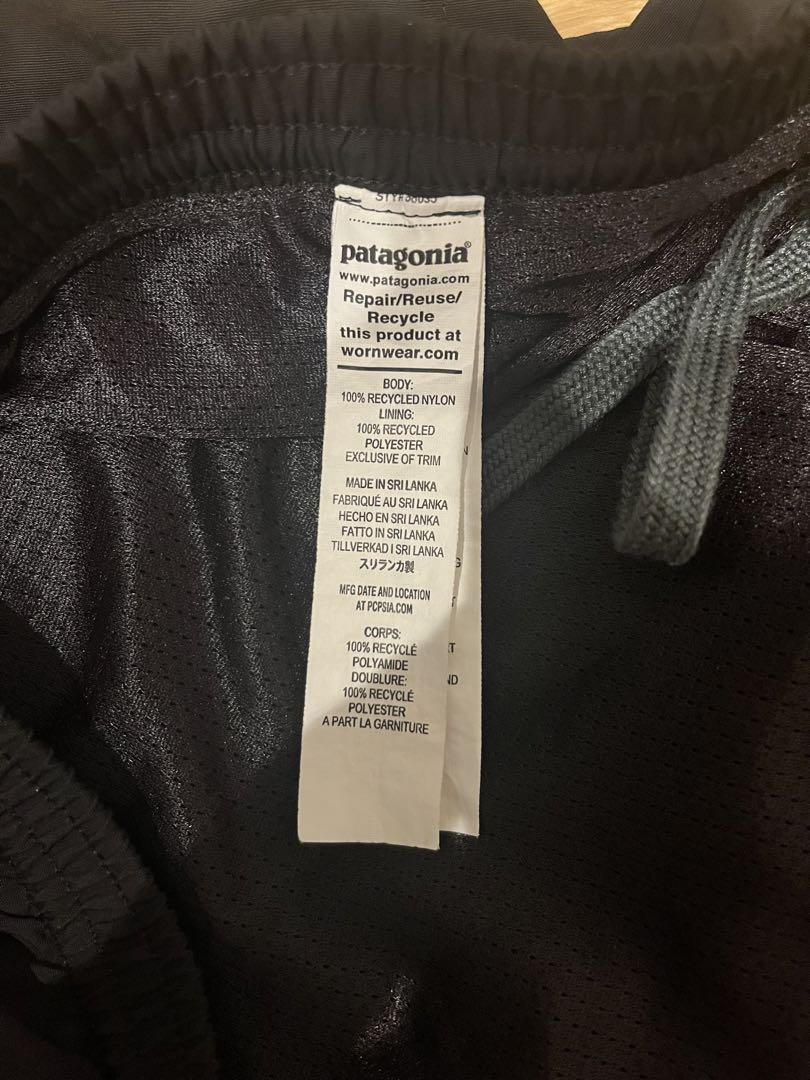 patagonia®
www.patagonia.com
Repair/Reuse/
Recycle
this product at
wornwear.com
BODY:
100% RECYCLED NYLON
LINING:
100% RECYCLED
POLYESTER
EXCLUSIVE OF TRIM
MADE IN SRI LANKA
FABRIQUÉ AU SRI LANKA
HECHO EN SRI LANKA
FATTO IN SRI LANKA
TILLVERKAD I SRI LANKA
スリランカ製
MFG DATE AND LOCATION
AT PCPSIA.COM
CORPS:
100% RECYCLÉ
POLYAMIDE
DOUBLURE:
100% RECYCLÉ
POLYESTER
A PART LA GARNITURE